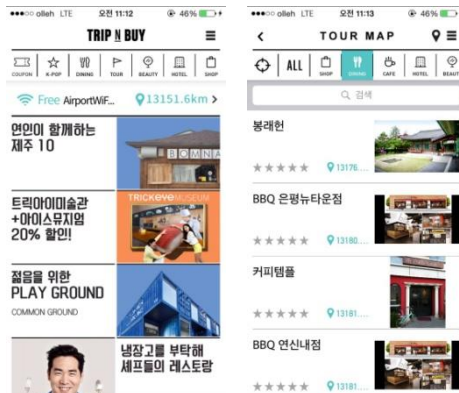 olleh LTE 오전 11:12 46%
TRIP N BUY
COUPON K-POP DINING TOUR BEAUTY HOTEL SHOP
Free AirportWiF... 13151.6km >
연인이 함께하는
제주 10
BOMNA
트릭아이미술관
+아이스뮤지엄
20% 할인!
TRICKEYE MUSEUM
젊음을 위한
PLAY GROUND
COMMON GROUND
냉장고를 부탁해
셰프들의 레스토랑
olleh LTE 오전 11:13 46%
< TOUR MAP
ALL SHOP DINING CAFE HOTEL BEAUTY
검색
봉래헌
13176....
BBQ 은평뉴타운점
13180....
커피템플
13181....
BBQ 연신내점
13181....